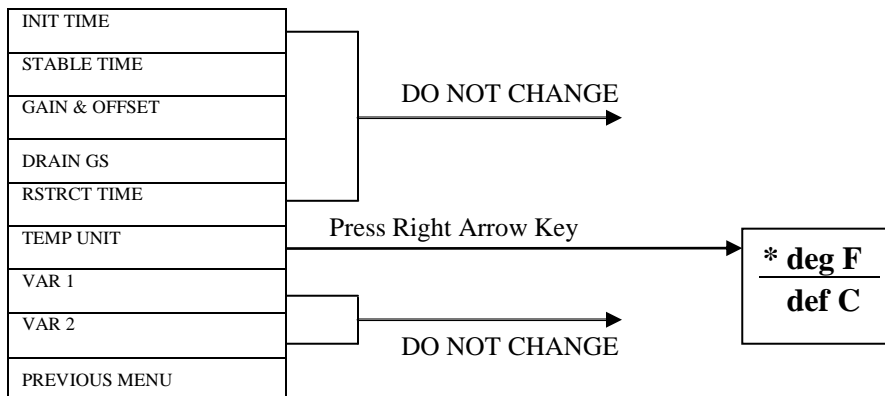 INIT TIME
STABLE TIME
GAIN & OFFSET
DRAIN GS
RSTRCT TIME
TEMP UNIT
VAR 1
VAR 2
PREVIOUS MENU
DO NOT CHANGE
Press Right Arrow Key
* deg F
def C
DO NOT CHANGE